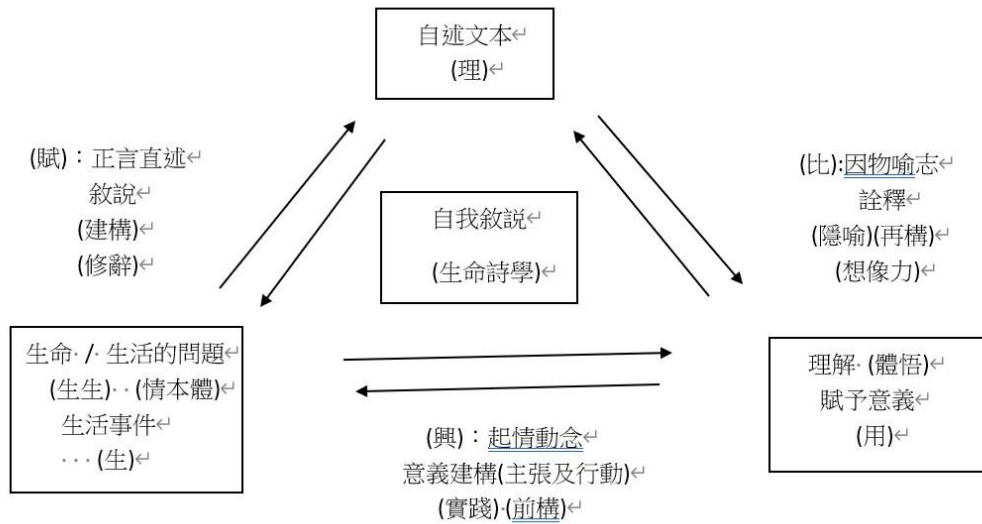 自述文本
(理)
(賦)：正言直述
敘說
(建構)
(修辭)
(比):因物喻志
詮釋
(隱喻)(再構)
(想像力)
自我敘說
(生命詩學)
生命 / 生活的問題
(生生) (情本體)
生活事件
(生)
理解 (體悟)
賦予意義
(用)
(興)：起情動念
意義建構(主張及行動)
(實踐) (前構)